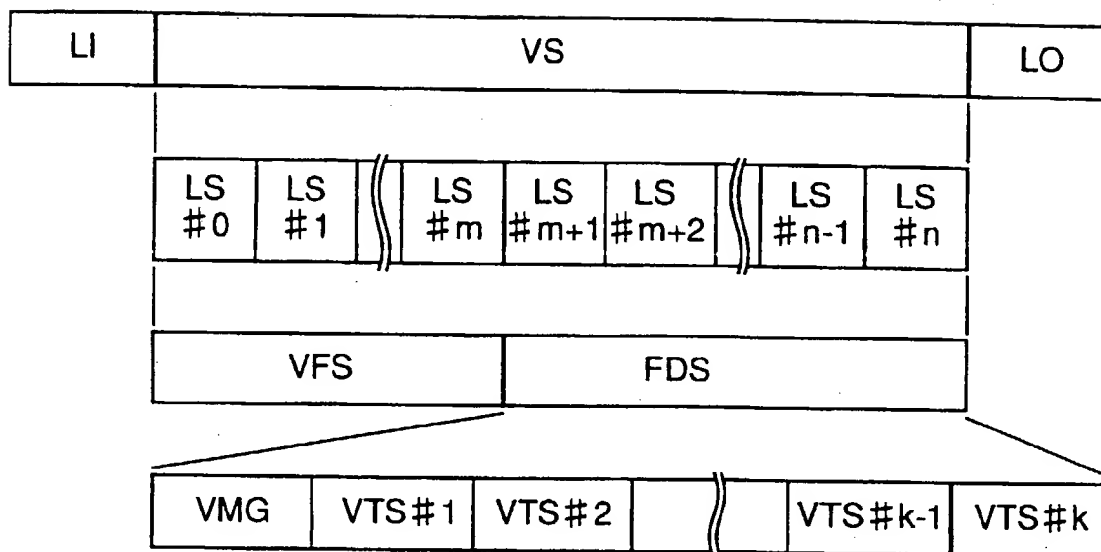 LI VS LO
LS LS LS LS LS LS LS
#0 #1 #m #m+1 #m+2 #n-1 #n
VFS FDS
VMG VTS#1 VTS#2 VTS#k-1 VTS#k